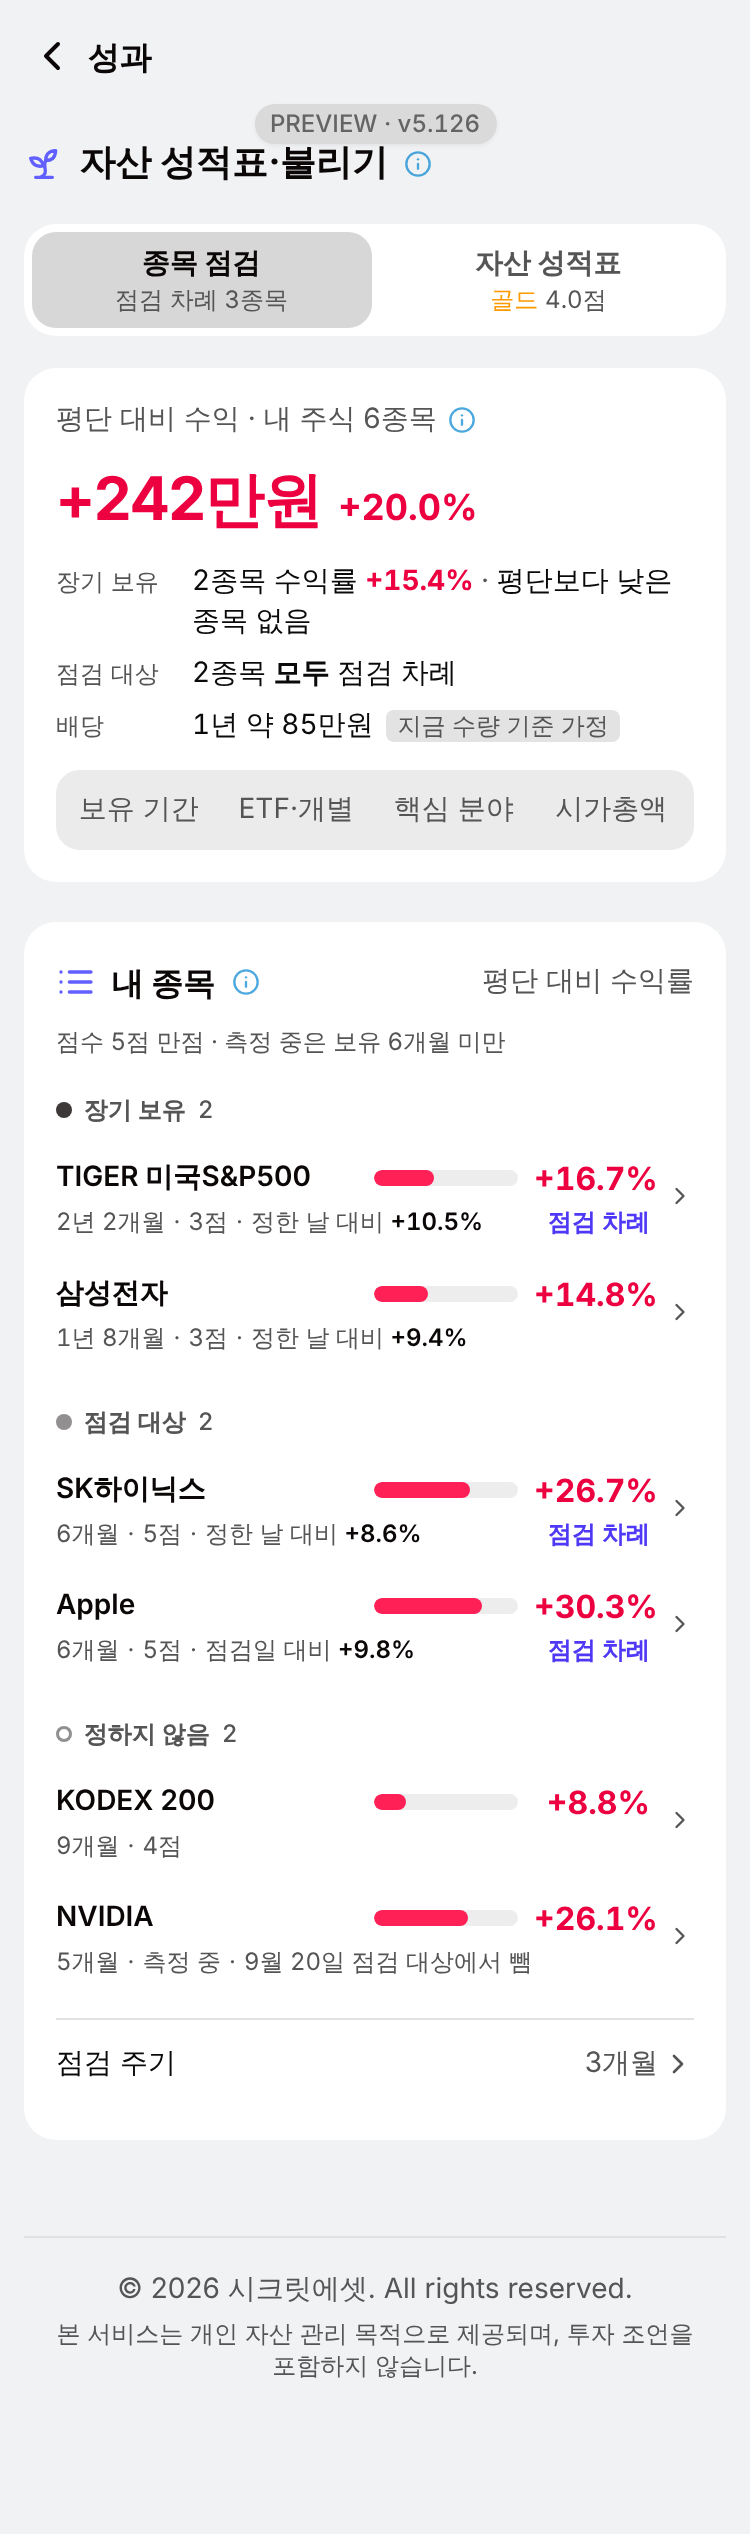 성과
PREVIEW · v5.126
자산 성적표·불리기
종목 점검
점검 차례 3종목
자산 성적표
골드 4.0점
평단 대비 수익 · 내 주식 6종목
+242만원 +20.0%
장기 보유 2종목 수익률 +15.4% · 평단보다 낮은
종목 없음
점검 대상 2종목 모두 점검 차례
배당 1년 약 85만원 지금 수량 기준 가정
보유 기간 ETF·개별 핵심 분야 시가총액
내 종목 평단 대비 수익률
점수 5점 만점 · 측정 중은 보유 6개월 미만
장기 보유 2
TIGER 미국S&P500 +16.7%
2년 2개월 · 3점 · 정한 날 대비 +10.5% 점검 차례
삼성전자 +14.8%
1년 8개월 · 3점 · 정한 날 대비 +9.4%
점검 대상 2
SK하이닉스 +26.7%
6개월 · 5점 · 정한 날 대비 +8.6% 점검 차례
Apple +30.3%
6개월 · 5점 · 점검일 대비 +9.8% 점검 차례
정하지 않음 2
KODEX 200 +8.8%
9개월 · 4점
NVIDIA +26.1%
5개월 · 측정 중 · 9월 20일 점검 대상에서 뺌
점검 주기 3개월
© 2026 시크릿에셋. All rights reserved.
본 서비스는 개인 자산 관리 목적으로 제공되며, 투자 조언을
포함하지 않습니다.